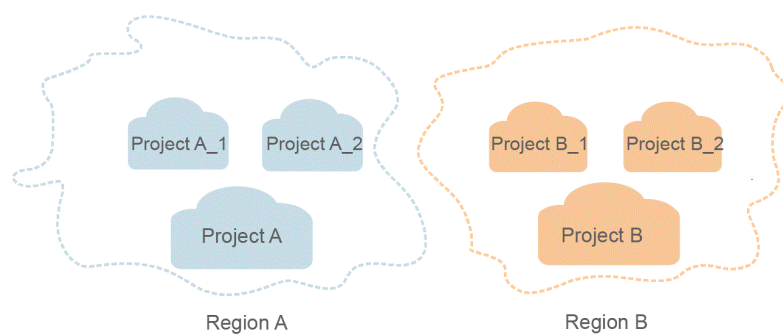 Project A_1
Project A_2
Project B_1
Project B_2
Project A
Project B
Region A
Region B